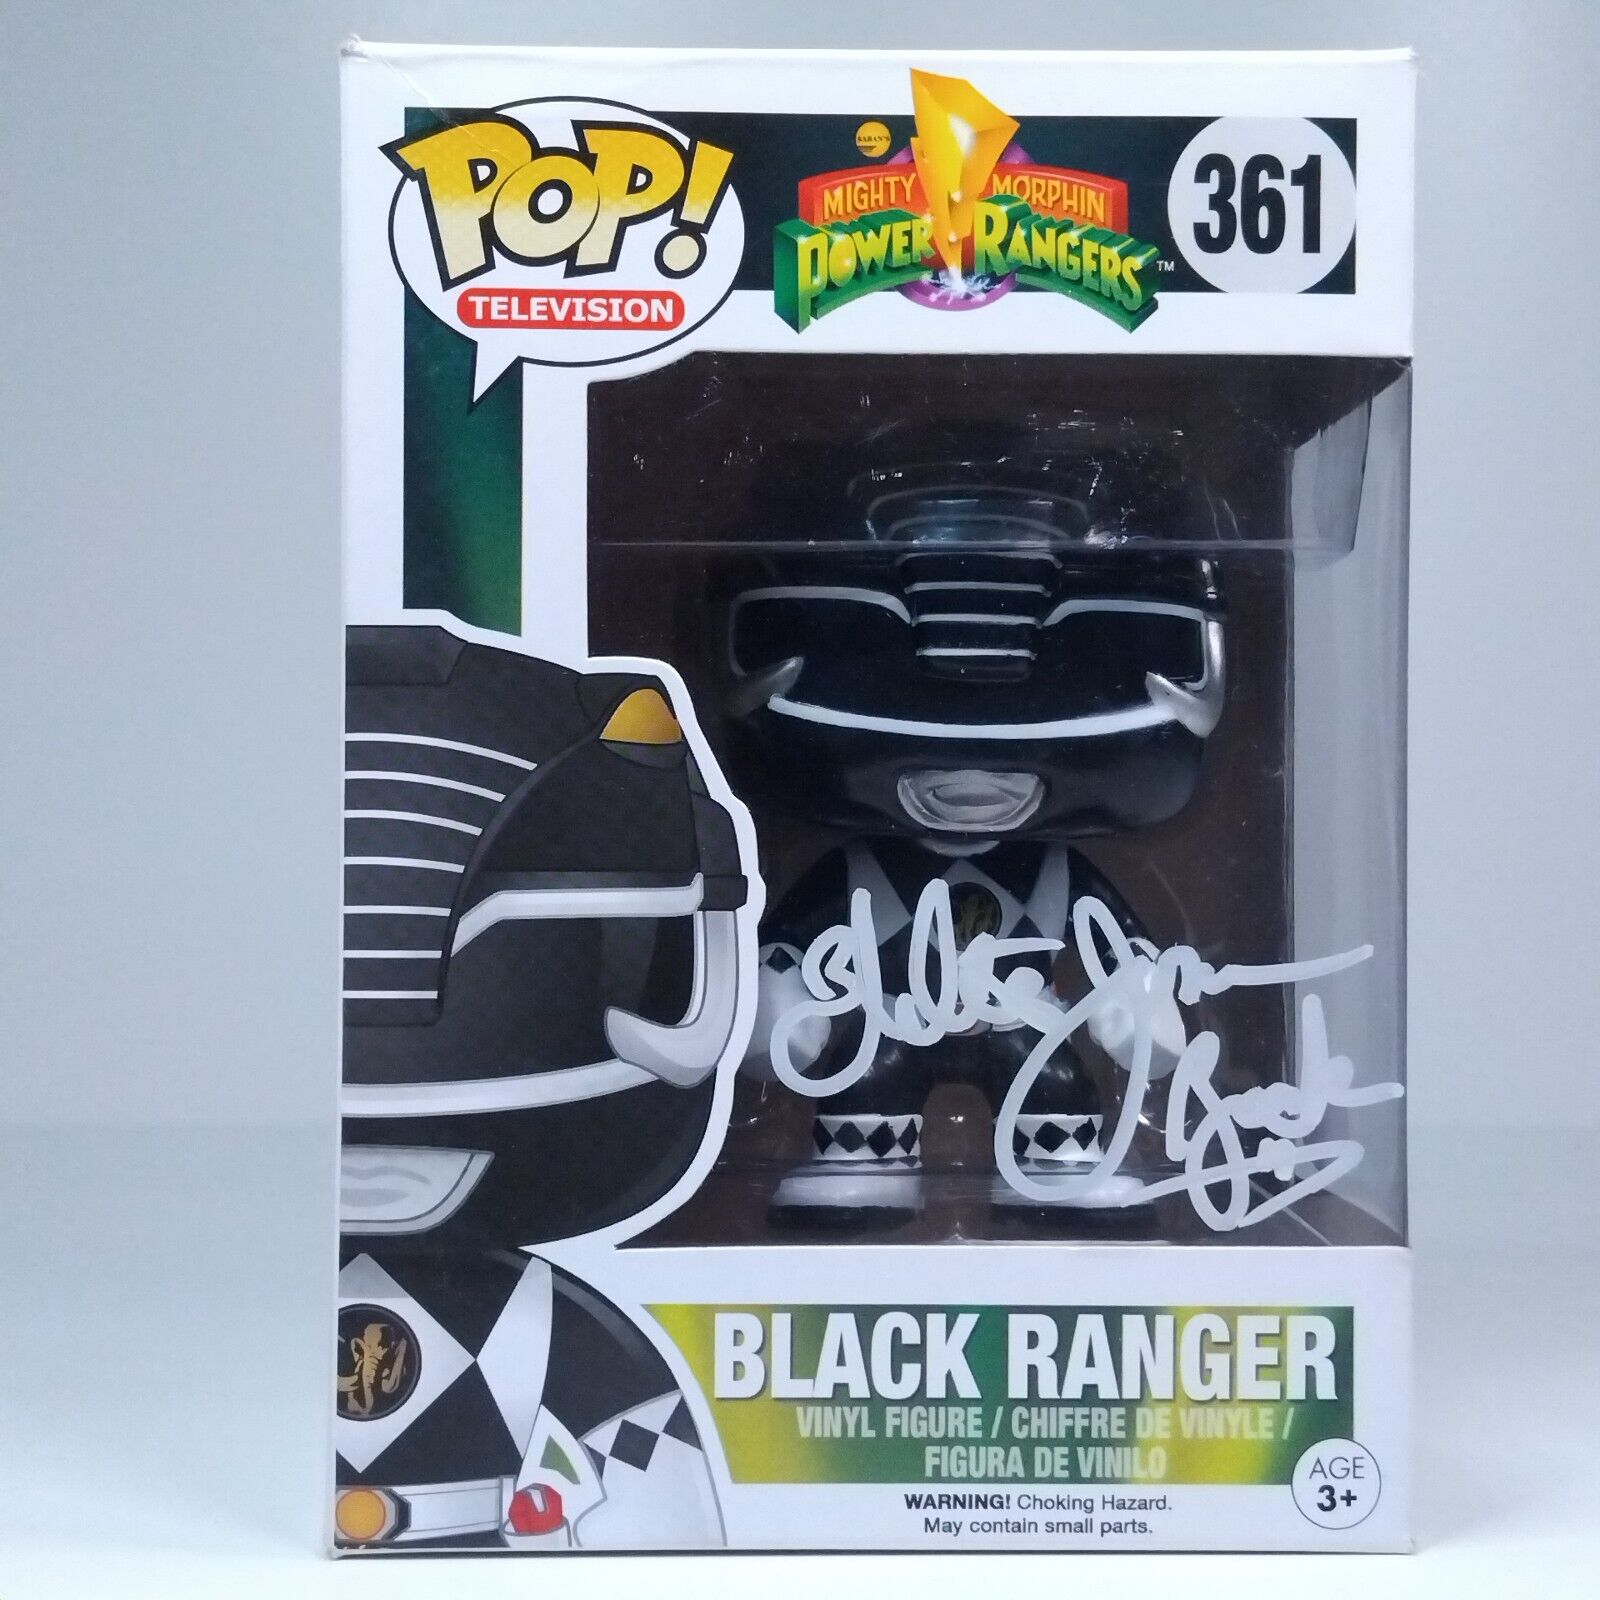 POP!
TELEVISION
SABAN'S
MIGHTY MORPHIN
POWER RANGERS™
361
BLACK RANGER
VINYL FIGURE / CHIFFRE DE VINYLE /
FIGURA DE VINILO
WARNING! Choking Hazard.
May contain small parts.
AGE
3+